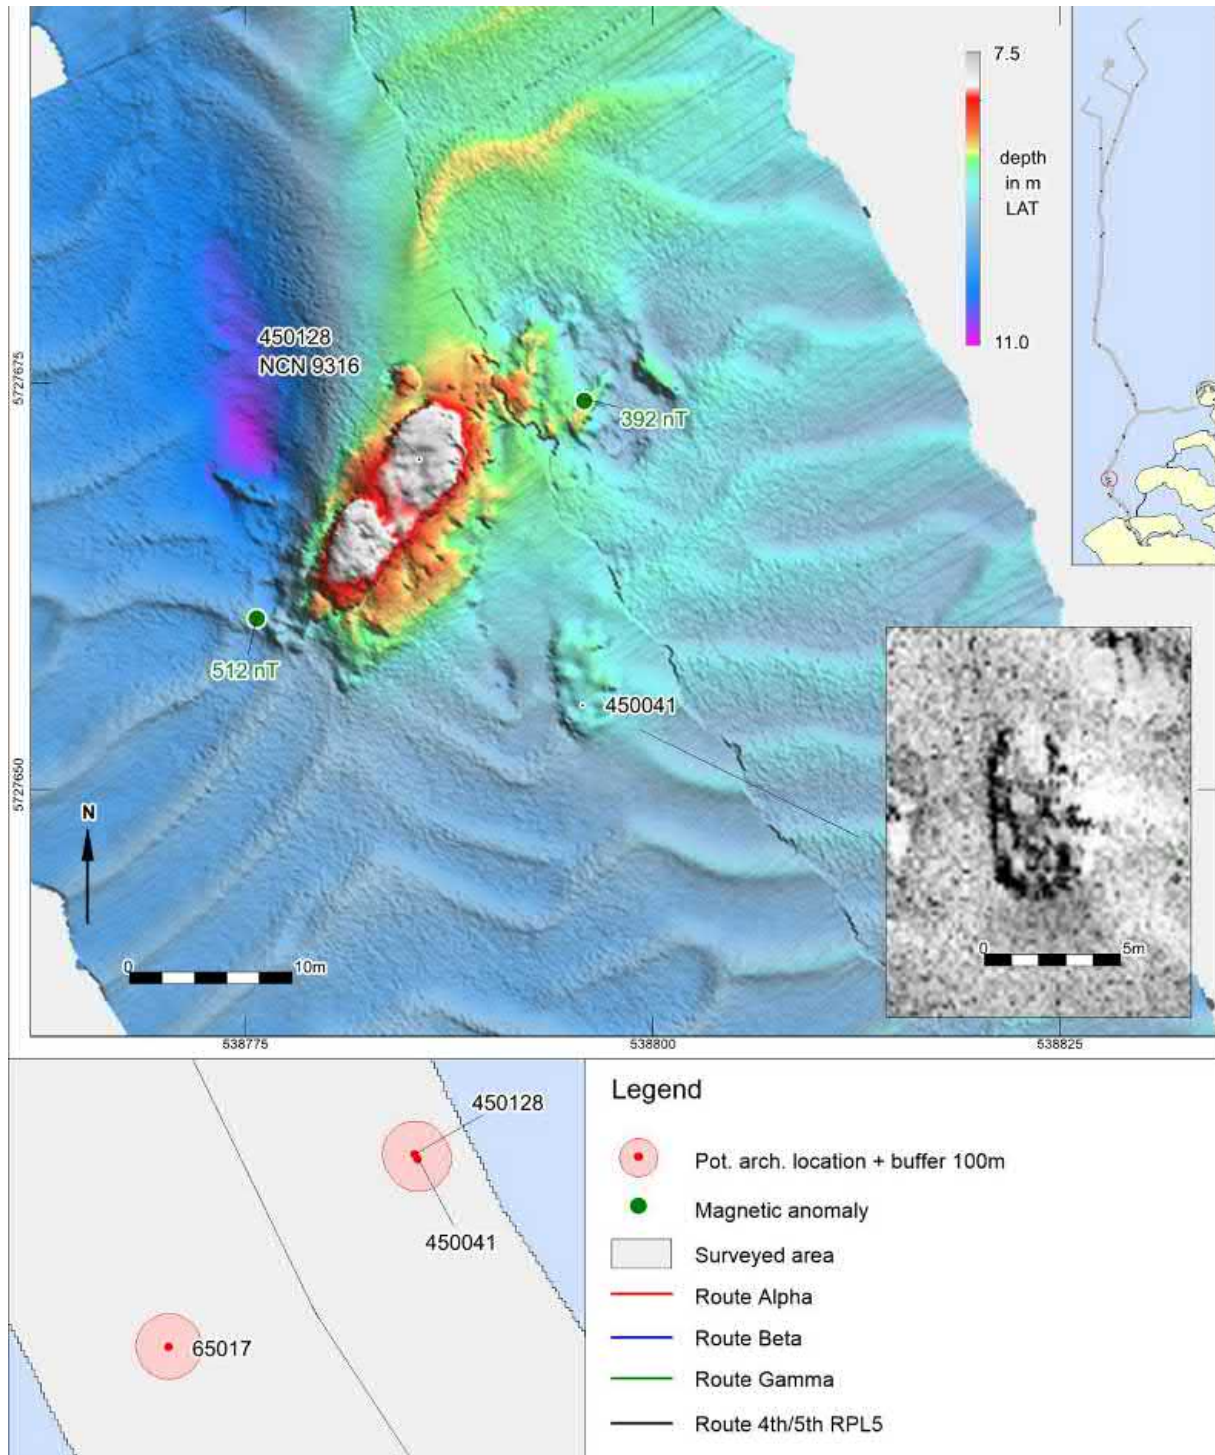 7.5
depth
in m
LAT
11.0
5727675
450128
NCN 9316
392 nT
512 nT
450041
5727650
N
0 10m
0 5m
538775 538800 538825
450128
450041
65017
Legend
Pot. arch. location + buffer 100m
Magnetic anomaly
Surveyed area
Route Alpha
Route Beta
Route Gamma
Route 4th/5th RPL5